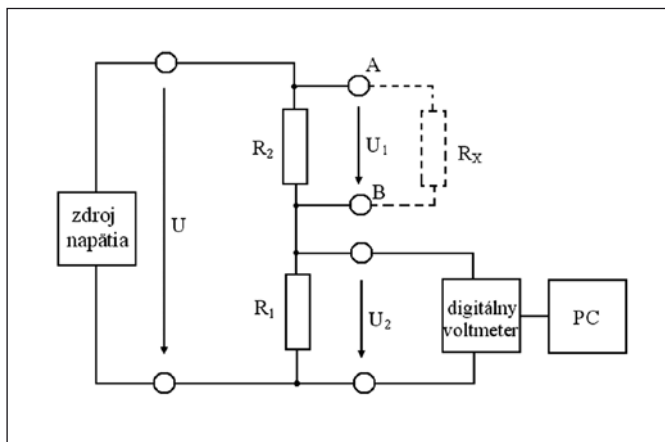 A
R₂
U₁
Rₓ
B
zdroj
napätia
U
R₁
U₂
digitálny
voltmeter
PC